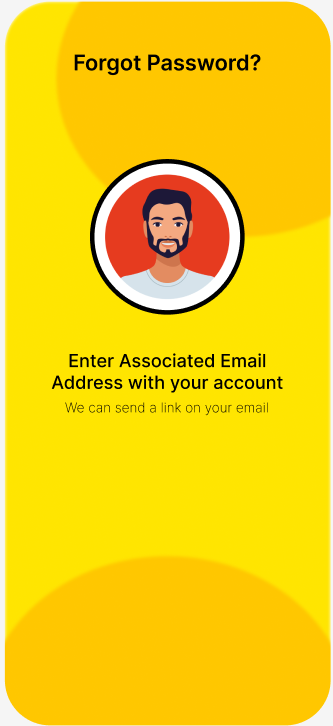 Forgot Password?
Enter Associated Email
Address with your account
We can send a link on your email